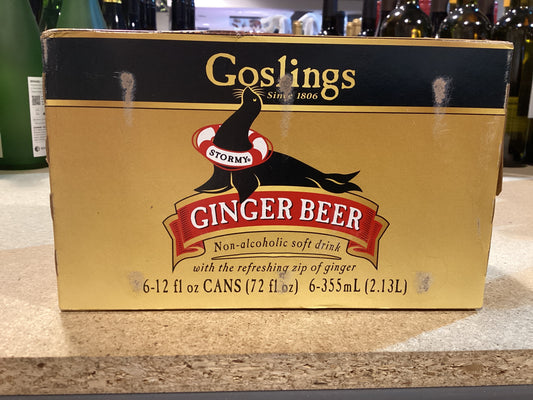 Goslings
Since 1806
STORMY®
GINGER BEER
Non-alcoholic soft drink
with the refreshing zip of ginger
6-12 fl oz CANS (72 fl oz) 6-355mL (2.13L)